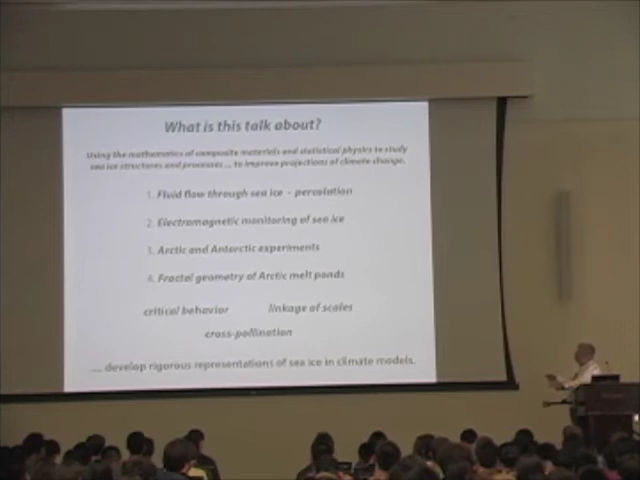 What is this talk about?
Using the mathematics of composite materials and statistical physics to study
sea ice structures and processes ... to improve projections of climate change.
1. Fluid flow through sea ice - percolation
2. Electromagnetic monitoring of sea ice
3. Arctic and Antarctic experiments
4. Fractal geometry of Arctic melt ponds
critical behavior linkage of scales
cross-pollination
.... develop rigorous representations of sea ice in climate models.